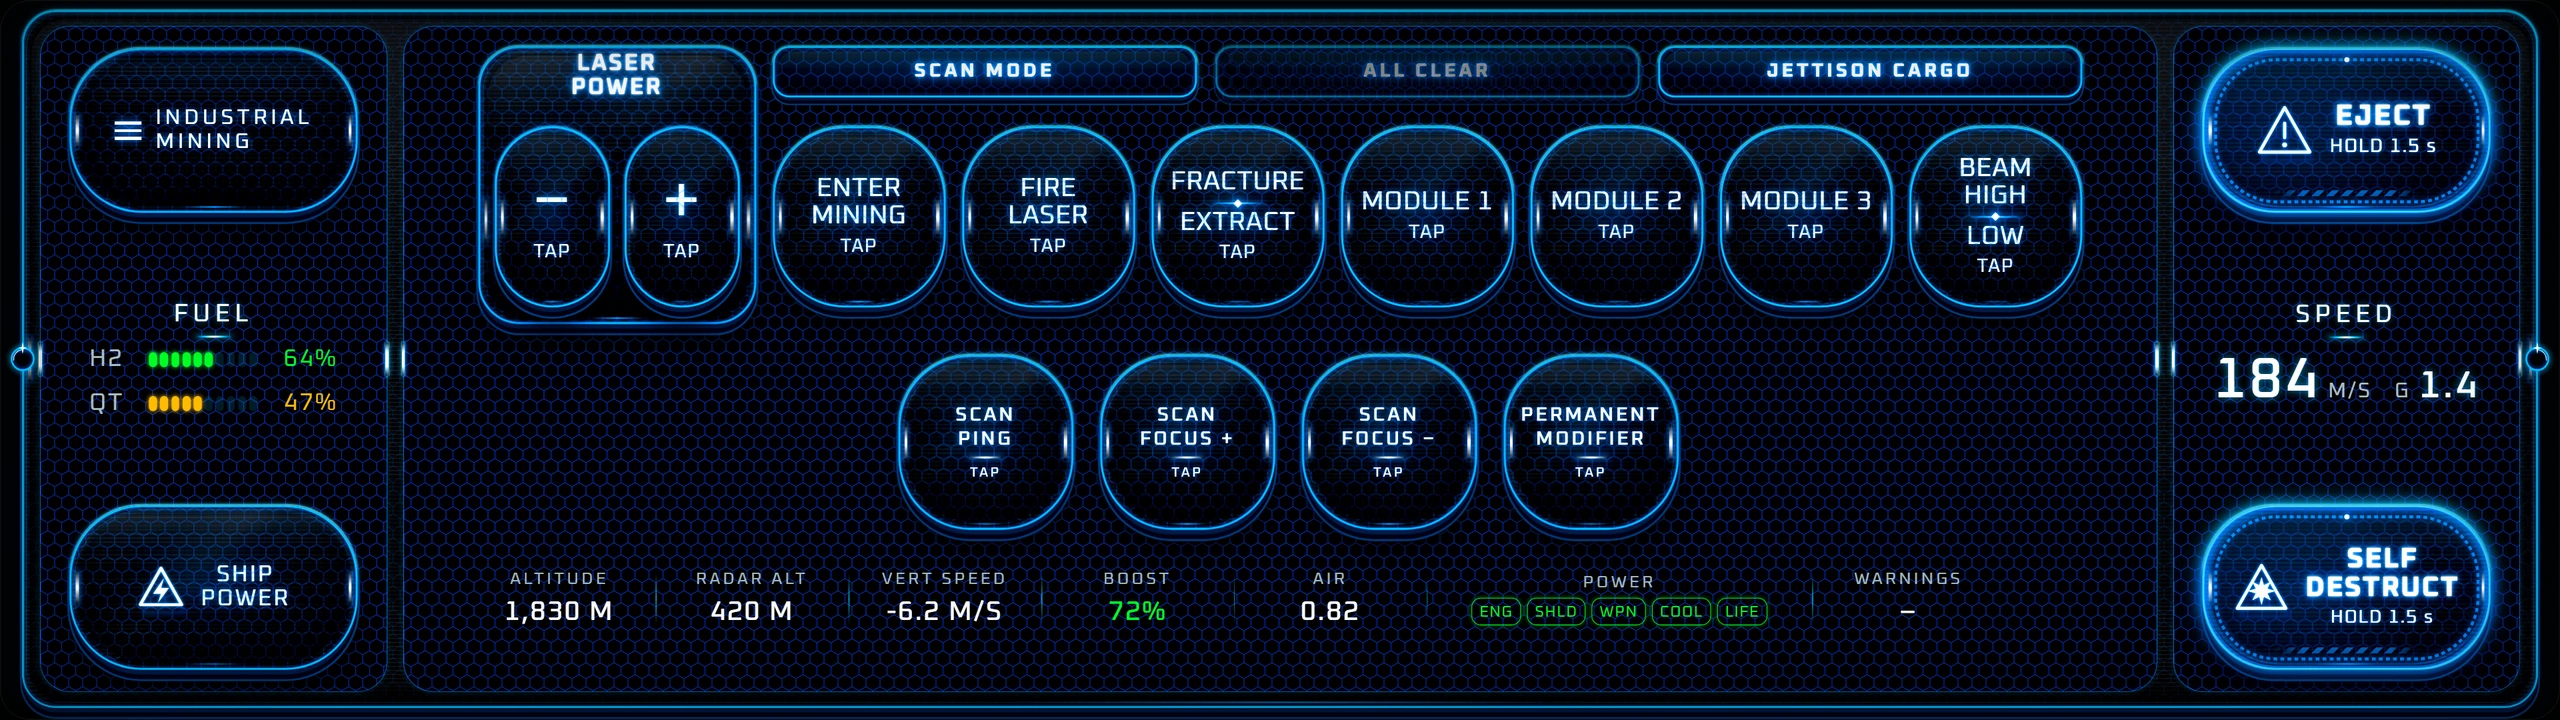 INDUSTRIAL
MINING
FUEL
H2 64%
QT 47%
SHIP
POWER
LASER
POWER
−
TAP
+
TAP
SCAN MODE
ALL CLEAR
JETTISON CARGO
ENTER
MINING
TAP
FIRE
LASER
TAP
FRACTURE
EXTRACT
TAP
MODULE 1
TAP
MODULE 2
TAP
MODULE 3
TAP
BEAM
HIGH
LOW
TAP
SCAN
PING
TAP
SCAN
FOCUS +
TAP
SCAN
FOCUS −
TAP
PERMANENT
MODIFIER
TAP
ALTITUDE
1,830 M
RADAR ALT
420 M
VERT SPEED
-6.2 M/S
BOOST
72%
AIR
0.82
POWER
ENG SHLD WPN COOL LIFE
WARNINGS
–
EJECT
HOLD 1.5 s
SPEED
184 M/S G 1.4
SELF
DESTRUCT
HOLD 1.5 s